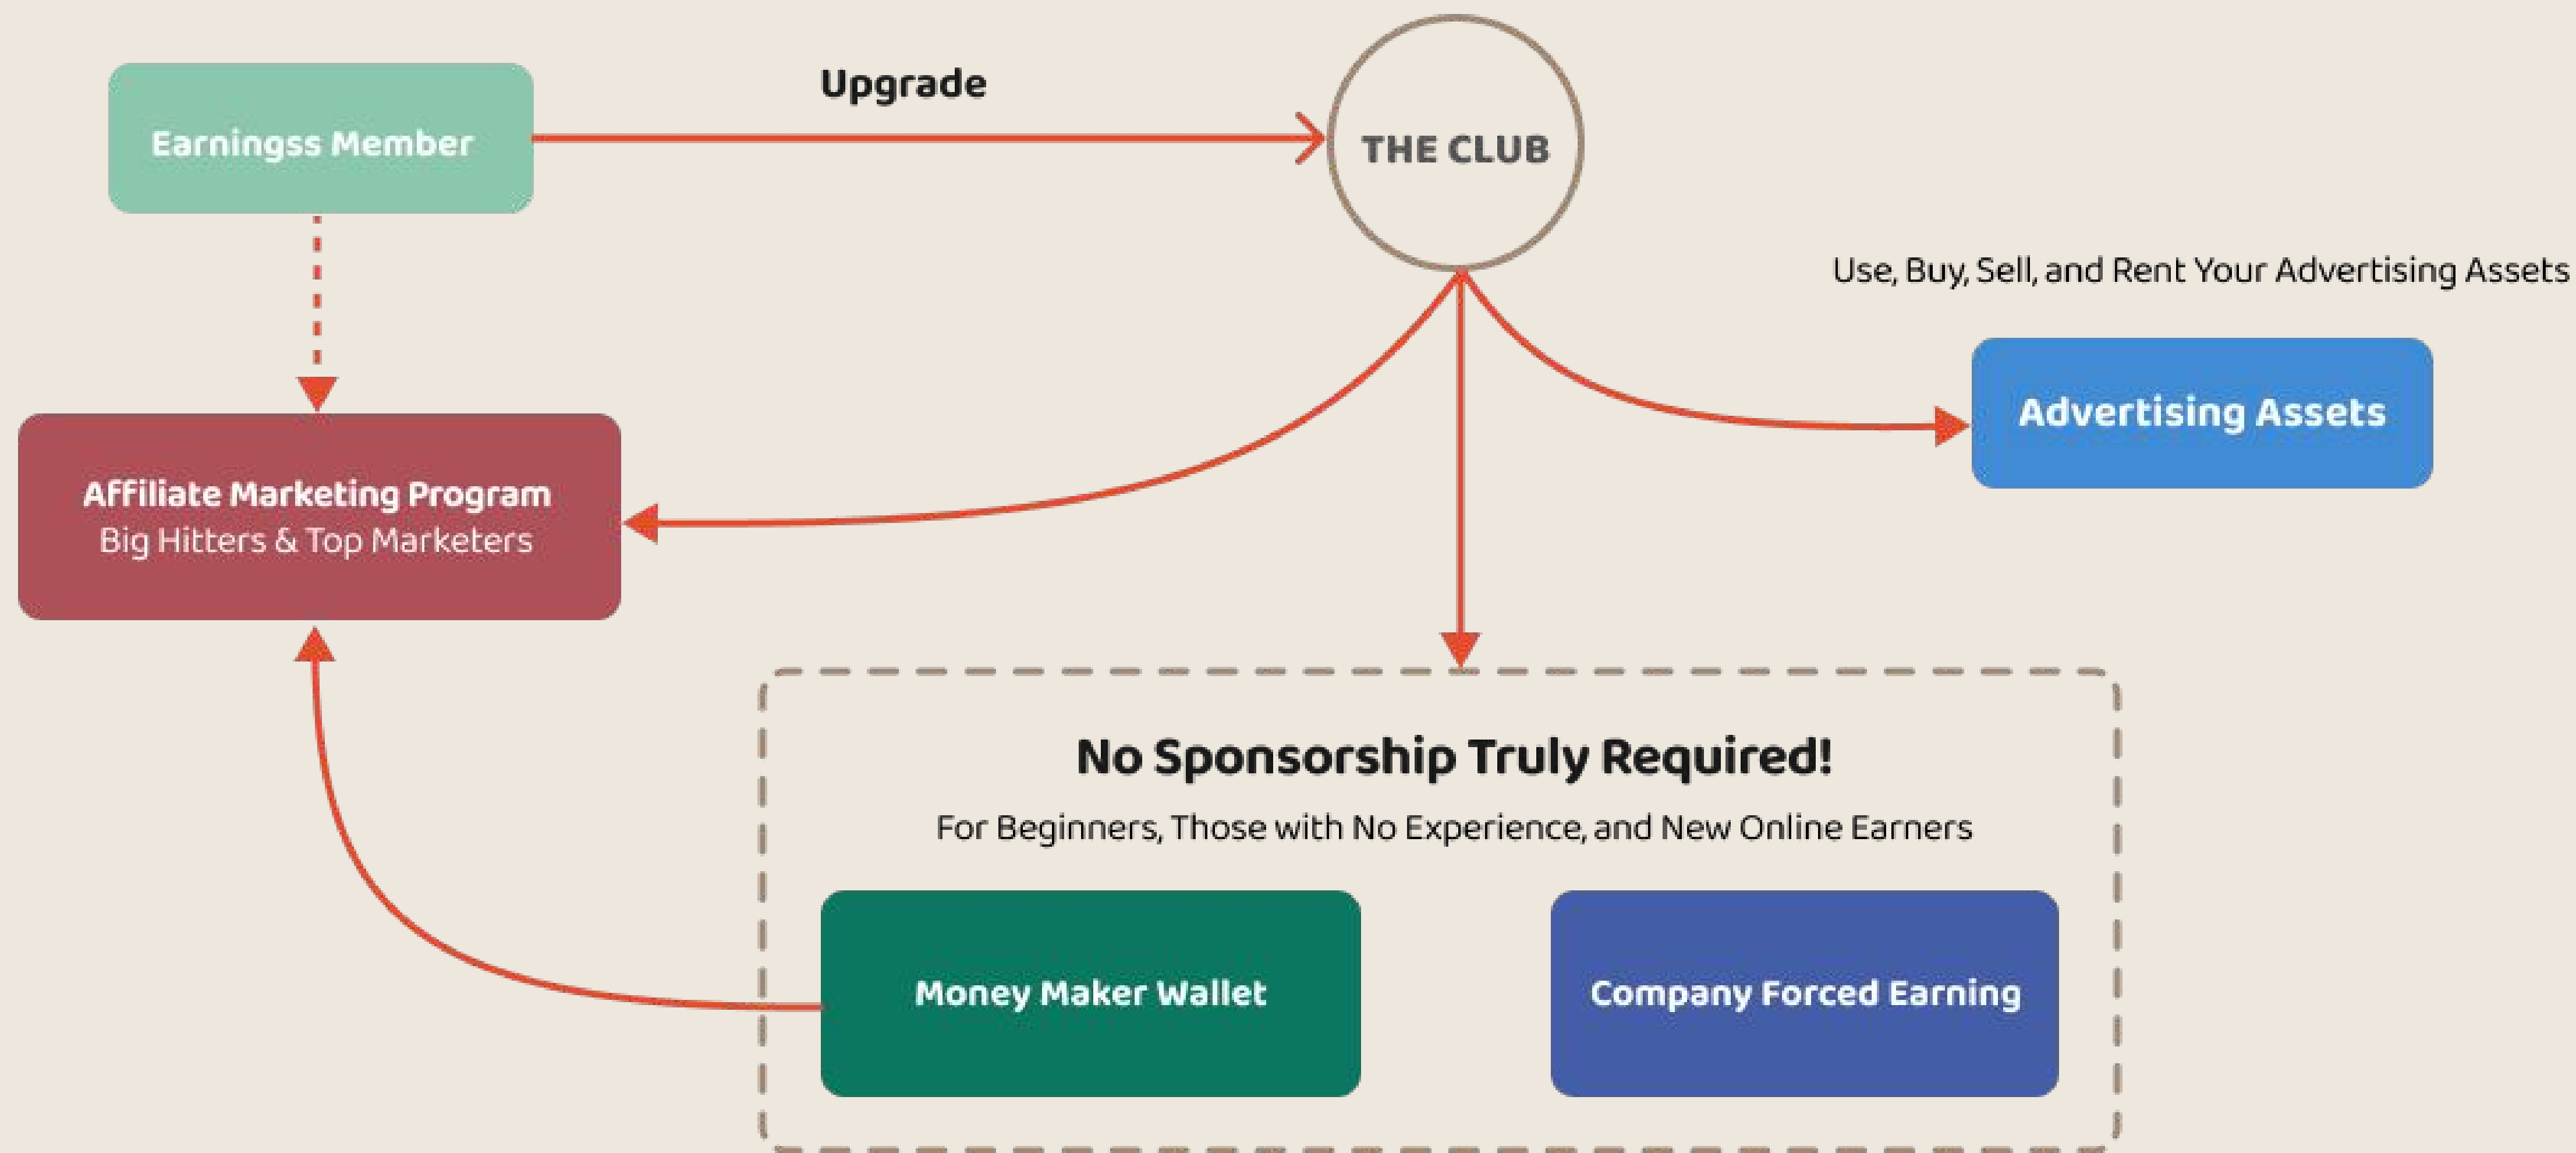 Upgrade
Earningss Member
THE CLUB
Use, Buy, Sell, and Rent Your Advertising Assets
Advertising Assets
Affiliate Marketing Program
Big Hitters & Top Marketers
No Sponsorship Truly Required!
For Beginners, Those with No Experience, and New Online Earners
Money Maker Wallet
Company Forced Earning